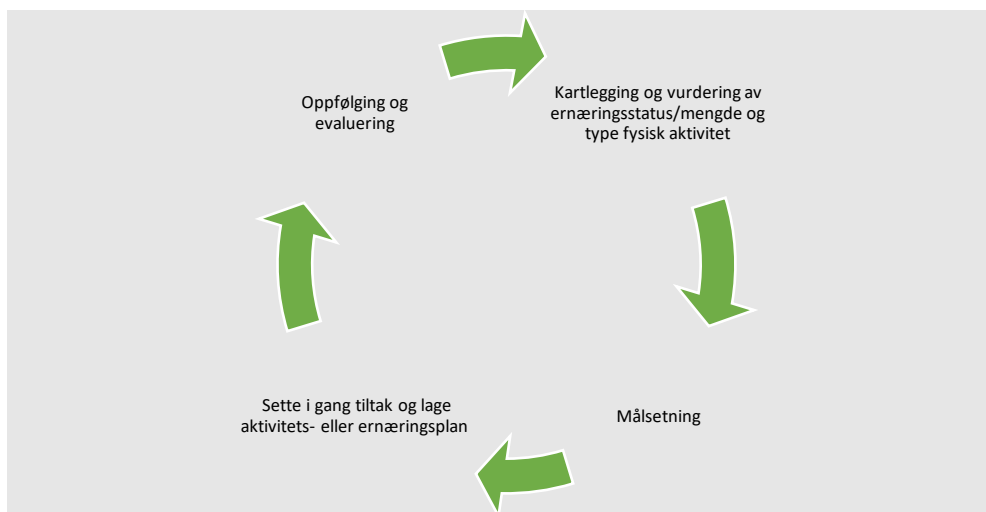 Oppfølging og
evaluering
Kartlegging og vurdering av
ernæringsstatus/mengde og
type fysisk aktivitet
Målsetning
Sette i gang tiltak og lage
aktivitets- eller ernæringsplan